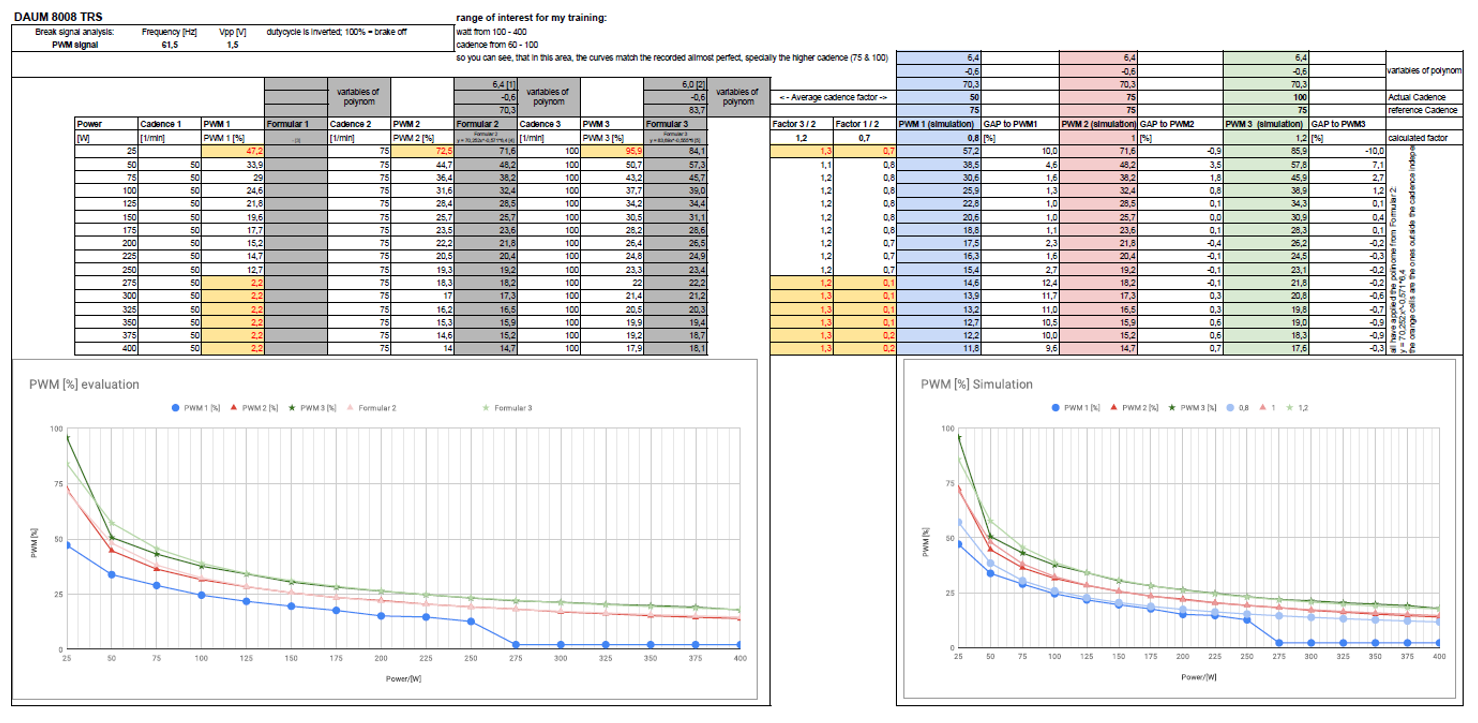 DAUM 8008 TRS range of interest for my training:
Break signal analysis: Frequency [Hz] Vpp [V] dutycycle is inverted; 100% = brake off watt from 100 - 400
PWM signal 61,5 1,5 cadence from 60 - 100
so you can see, that in this area, the curves match the recorded allmost perfect, specially the higher cadence (75 & 100) 6,4 6,4 6,4
-0,6 -0,6 -0,6 variables of polynom
variables of polynom 6,4 [1] variables of polynom 6,0 [2] variables of polynom 70,3 70,3 70,3
-0,6 -0,6 <- Average cadence factor -> 50 75 100 Actual Cadence
70,3 83,7 75 75 75 reference Cadence
Power Cadence 1 PWM 1 Formular 1 Cadence 2 PWM 2 Formular 2 Cadence 3 PWM 3 Formular 3 Factor 3 / 2 Factor 1 / 2 PWM 1 (simulation) GAP to PWM1 PWM 2 (simulation) GAP to PWM2 PWM 3 (simulation) GAP to PWM3
[W] [1/min] PWM 1 [%] [1/min] PWM 2 [%] Formular 2 [1/min] PWM 3 [%] Formular 3 1,2 0,7 0,8 [%] 1 [%] 1,2 [%] calculated factor
25 47,2 75 72,5 71,6 100 95,9 84,1 1,3 0,7 57,2 10,0 71,6 -0,9 85,9 -10,0
50 50 33,9 75 44,7 48,2 100 50,7 57,3 1,1 0,8 38,5 4,6 48,2 3,5 57,8 7,1
75 50 29 75 36,4 38,2 100 43,2 45,7 1,2 0,8 30,6 1,6 38,2 1,8 45,9 2,7
100 50 24,6 75 31,6 32,4 100 37,7 39,0 1,2 0,8 25,9 1,3 32,4 0,8 38,9 1,2
125 50 21,8 75 28,4 28,5 100 34,2 34,4 1,2 0,8 22,8 1,0 28,5 0,1 34,3 0,1
150 50 19,6 75 25,7 25,7 100 30,5 31,1 1,2 0,8 20,6 1,0 25,7 0,0 30,9 0,4
175 50 17,7 75 23,5 23,6 100 28,2 28,6 1,2 0,8 18,8 1,1 23,6 0,1 28,3 0,1
200 50 15,2 75 22,2 21,8 100 26,4 26,5 1,2 0,7 17,5 2,3 21,8 -0,4 26,2 -0,2
225 50 14,7 75 20,5 20,4 100 24,8 24,9 1,2 0,7 16,3 1,6 20,4 -0,1 24,5 -0,3
250 50 12,7 75 19,3 19,2 100 23,3 23,4 1,2 0,7 15,4 2,7 19,2 -0,1 23,1 -0,2
275 50 2,2 75 18,3 18,2 100 22 22,2 1,2 0,1 14,6 12,4 18,2 -0,1 21,8 -0,2
300 50 2,2 75 17 17,3 100 21,4 21,2 1,3 0,1 13,9 11,7 17,3 0,3 20,8 -0,6
325 50 2,2 75 16,2 16,5 100 20,5 20,3 1,3 0,1 13,2 11,0 16,5 0,3 19,8 -0,7
350 50 2,2 75 15,3 15,9 100 19,9 19,4 1,3 0,1 12,7 10,5 15,9 0,6 19,0 -0,9
375 50 2,2 75 14,6 15,2 100 19,2 18,7 1,3 0,2 12,2 10,0 15,2 0,6 18,3 -0,9
400 50 2,2 75 14 14,7 100 17,9 18,1 1,3 0,2 11,8 9,6 14,7 0,7 17,6 -0,3
all have applied the polinome from Formular 2:
y = 70,252x^-0,571*6,4
the orange cells are the ones outside the cadence
PWM [%] evaluation
PWM 1 [%] PWM 2 [%] PWM 3 [%] Formular 2 Formular 3
100
75
50
25
0
PWM [%]
25 50 75 100 125 150 175 200 225 250 275 300 325 350 375 400
Power/[W]
PWM [%] Simulation
PWM 1 [%] PWM 2 [%] PWM 3 [%] 0,8 1 1,2
100
75
50
25
0
PWM [%]
25 50 75 100 125 150 175 200 225 250 275 300 325 350 375 400
Power/[W]